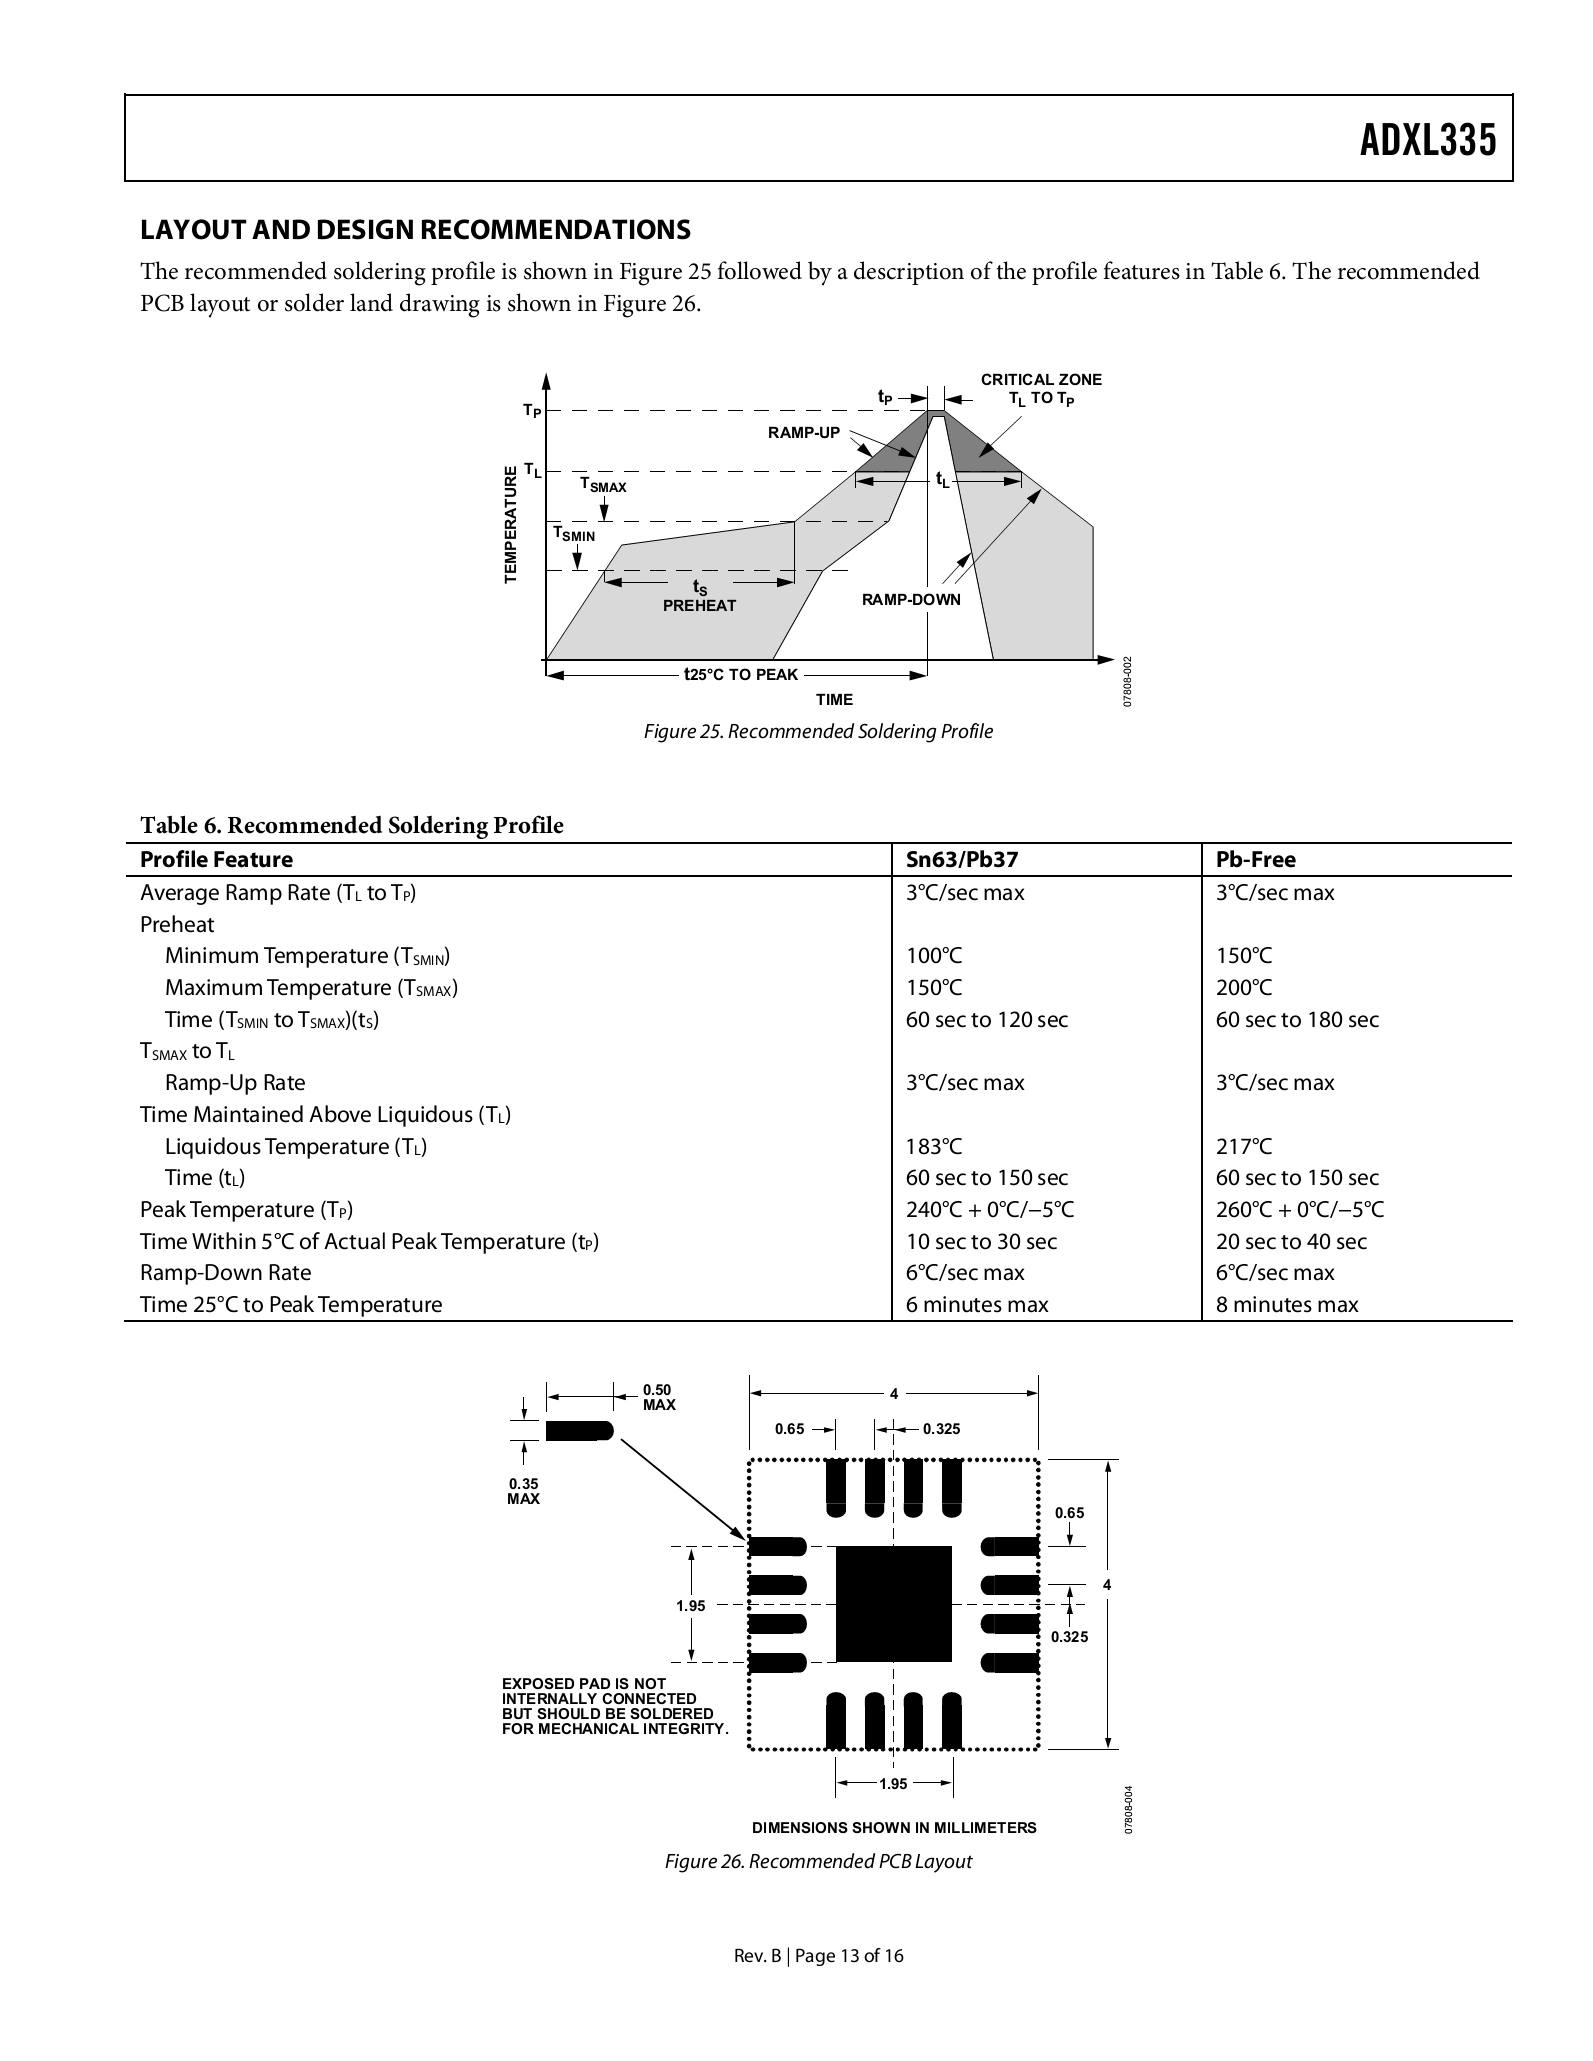 ADXL335
LAYOUT AND DESIGN RECOMMENDATIONS
The recommended soldering profile is shown in Figure 25 followed by a description of the profile features in Table 6. The recommended
PCB layout or solder land drawing is shown in Figure 26.
CRITICAL ZONE
TL TO TP
tP
TP
RAMP-UP
TL
TSMAX
tL
TSMIN
TEMPERATURE
tS
PREHEAT
RAMP-DOWN
t25°C TO PEAK
TIME
07808-002
Figure 25. Recommended Soldering Profile
Table 6. Recommended Soldering Profile
Profile Feature Sn63/Pb37 Pb-Free
Average Ramp Rate (TL to TP) 3°C/sec max 3°C/sec max
Preheat
Minimum Temperature (TSMIN) 100°C 150°C
Maximum Temperature (TSMAX) 150°C 200°C
Time (TSMIN to TSMAX)(tS) 60 sec to 120 sec 60 sec to 180 sec
TSMAX to TL
Ramp-Up Rate 3°C/sec max 3°C/sec max
Time Maintained Above Liquidous (TL)
Liquidous Temperature (TL) 183°C 217°C
Time (tL) 60 sec to 150 sec 60 sec to 150 sec
Peak Temperature (TP) 240°C + 0°C/−5°C 260°C + 0°C/−5°C
Time Within 5°C of Actual Peak Temperature (tP) 10 sec to 30 sec 20 sec to 40 sec
Ramp-Down Rate 6°C/sec max 6°C/sec max
Time 25°C to Peak Temperature 6 minutes max 8 minutes max
0.50
MAX
4
0.65 0.325
0.35
MAX
0.65
4
1.95
0.325
EXPOSED PAD IS NOT
INTERNALLY CONNECTED
BUT SHOULD BE SOLDERED
FOR MECHANICAL INTEGRITY.
1.95
DIMENSIONS SHOWN IN MILLIMETERS
07808-004
Figure 26. Recommended PCB Layout
Rev. B | Page 13 of 16